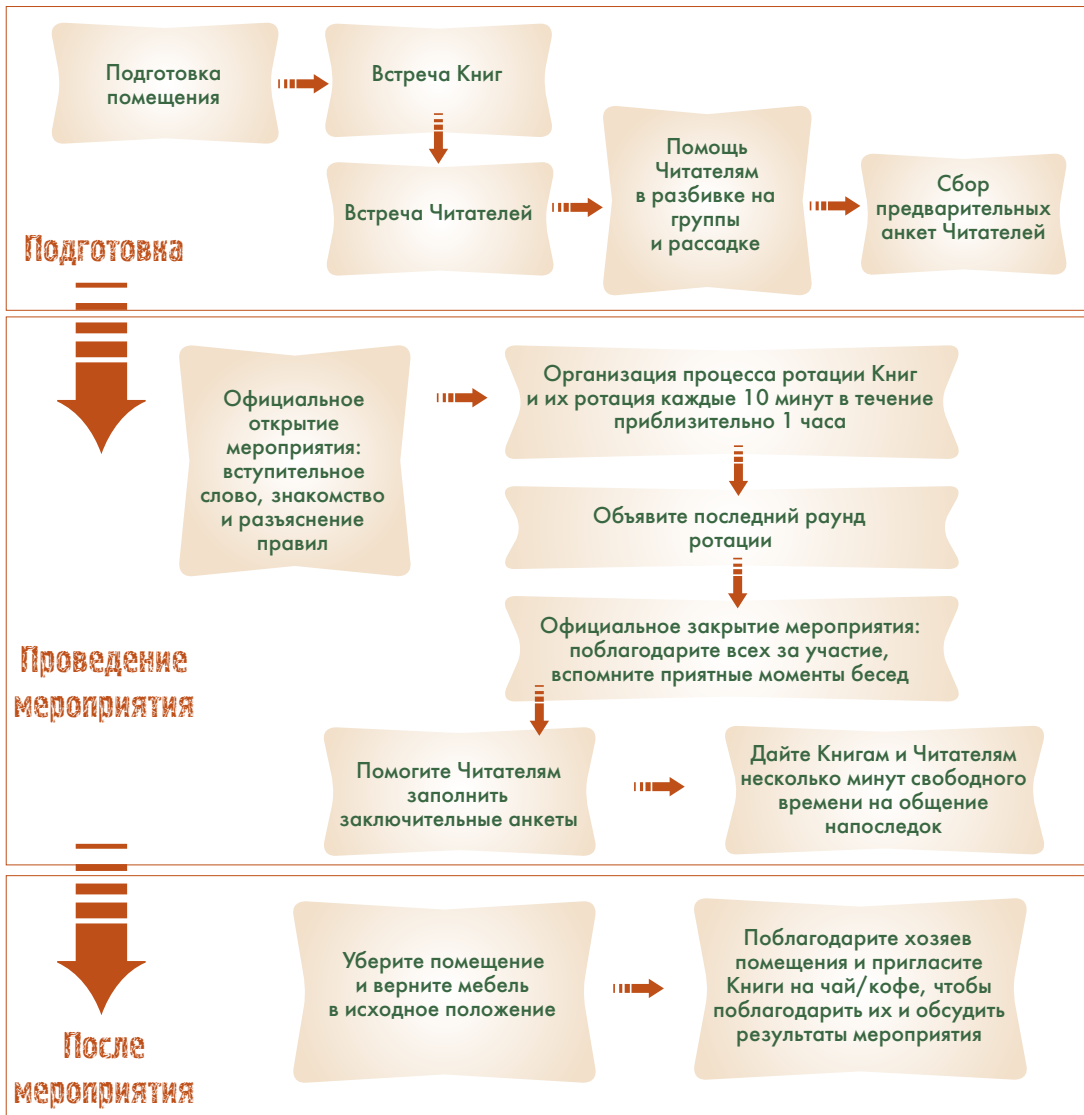 Подготовка
помещения
Встреча Книг
Встреча Читателей
Помощь
Читателям
в разбивке на
группы
и рассадке
Сбор
предварительных
анкет Читателей
Подготовка
Официальное
открытие
мероприятия:
вступительное
слово, знакомство
и разъяснение
правил
Организация процесса ротации Книг
и их ротация каждые 10 минут в течение
приблизительно 1 часа
Объявите последний раунд
ротации
Официальное закрытие мероприятия:
поблагодарите всех за участие,
вспомните приятные моменты бесед
Проведение
мероприятия
Помогите Читателям
заполнить
заключительные анкеты
Дайте Книгам и Читателям
несколько минут свободного
времени на общение
напоследок
Уберите помещение
и верните мебель
в исходное положение
Поблагодарите хозяев
помещения и пригласите
Книги на чай/кофе, чтобы
поблагодарить их и обсудить
результаты мероприятия
После
мероприятия